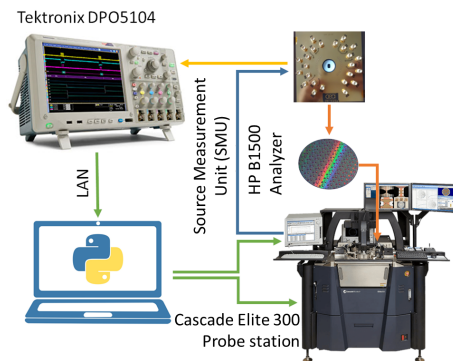 Tektronix DPO5104
LAN
Source Measurement
Unit (SMU)
HP B1500
Analyzer
Cascade Elite 300
Probe station